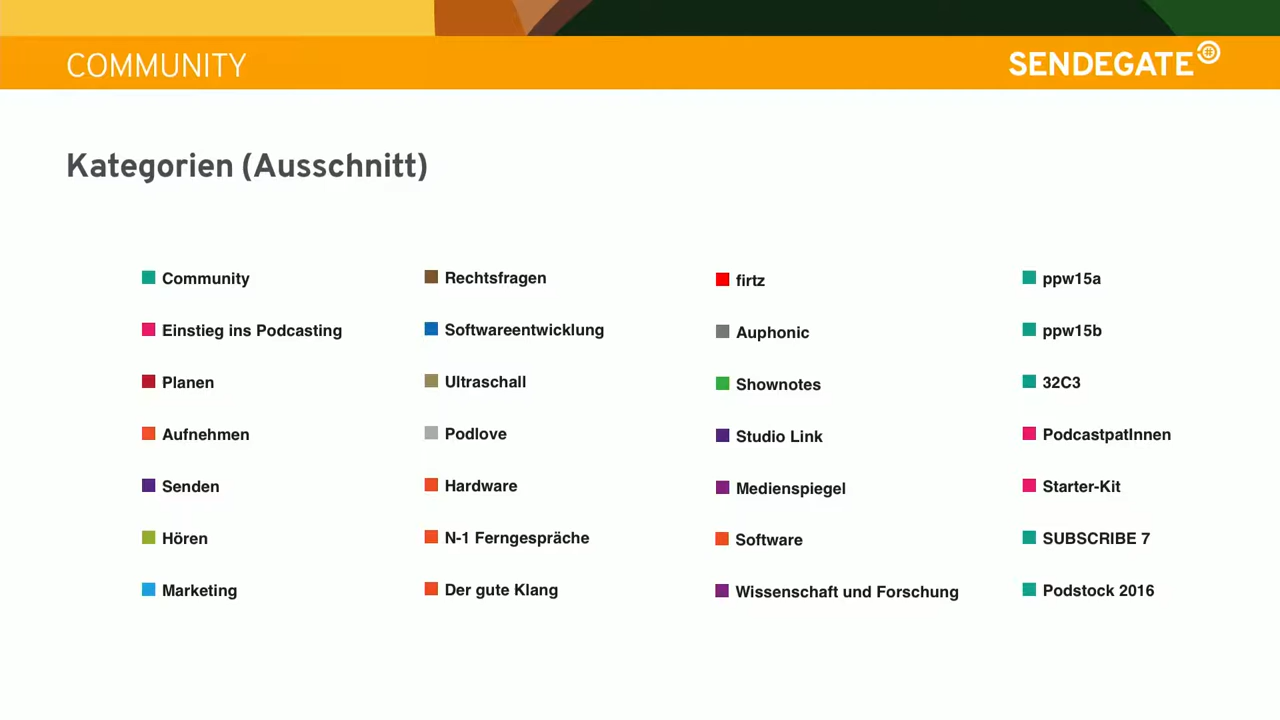 COMMUNITY
SENDEGATE
Kategorien (Ausschnitt)
Community
Einstieg ins Podcasting
Planen
Aufnehmen
Senden
Hören
Marketing
Rechtsfragen
Softwareentwicklung
Ultraschall
Podlove
Hardware
N-1 Ferngespräche
Der gute Klang
firtz
Auphonic
Shownotes
Studio Link
Medienspiegel
Software
Wissenschaft und Forschung
ppw15a
ppw15b
32C3
PodcastpatInnen
Starter-Kit
SUBSCRIBE 7
Podstock 2016